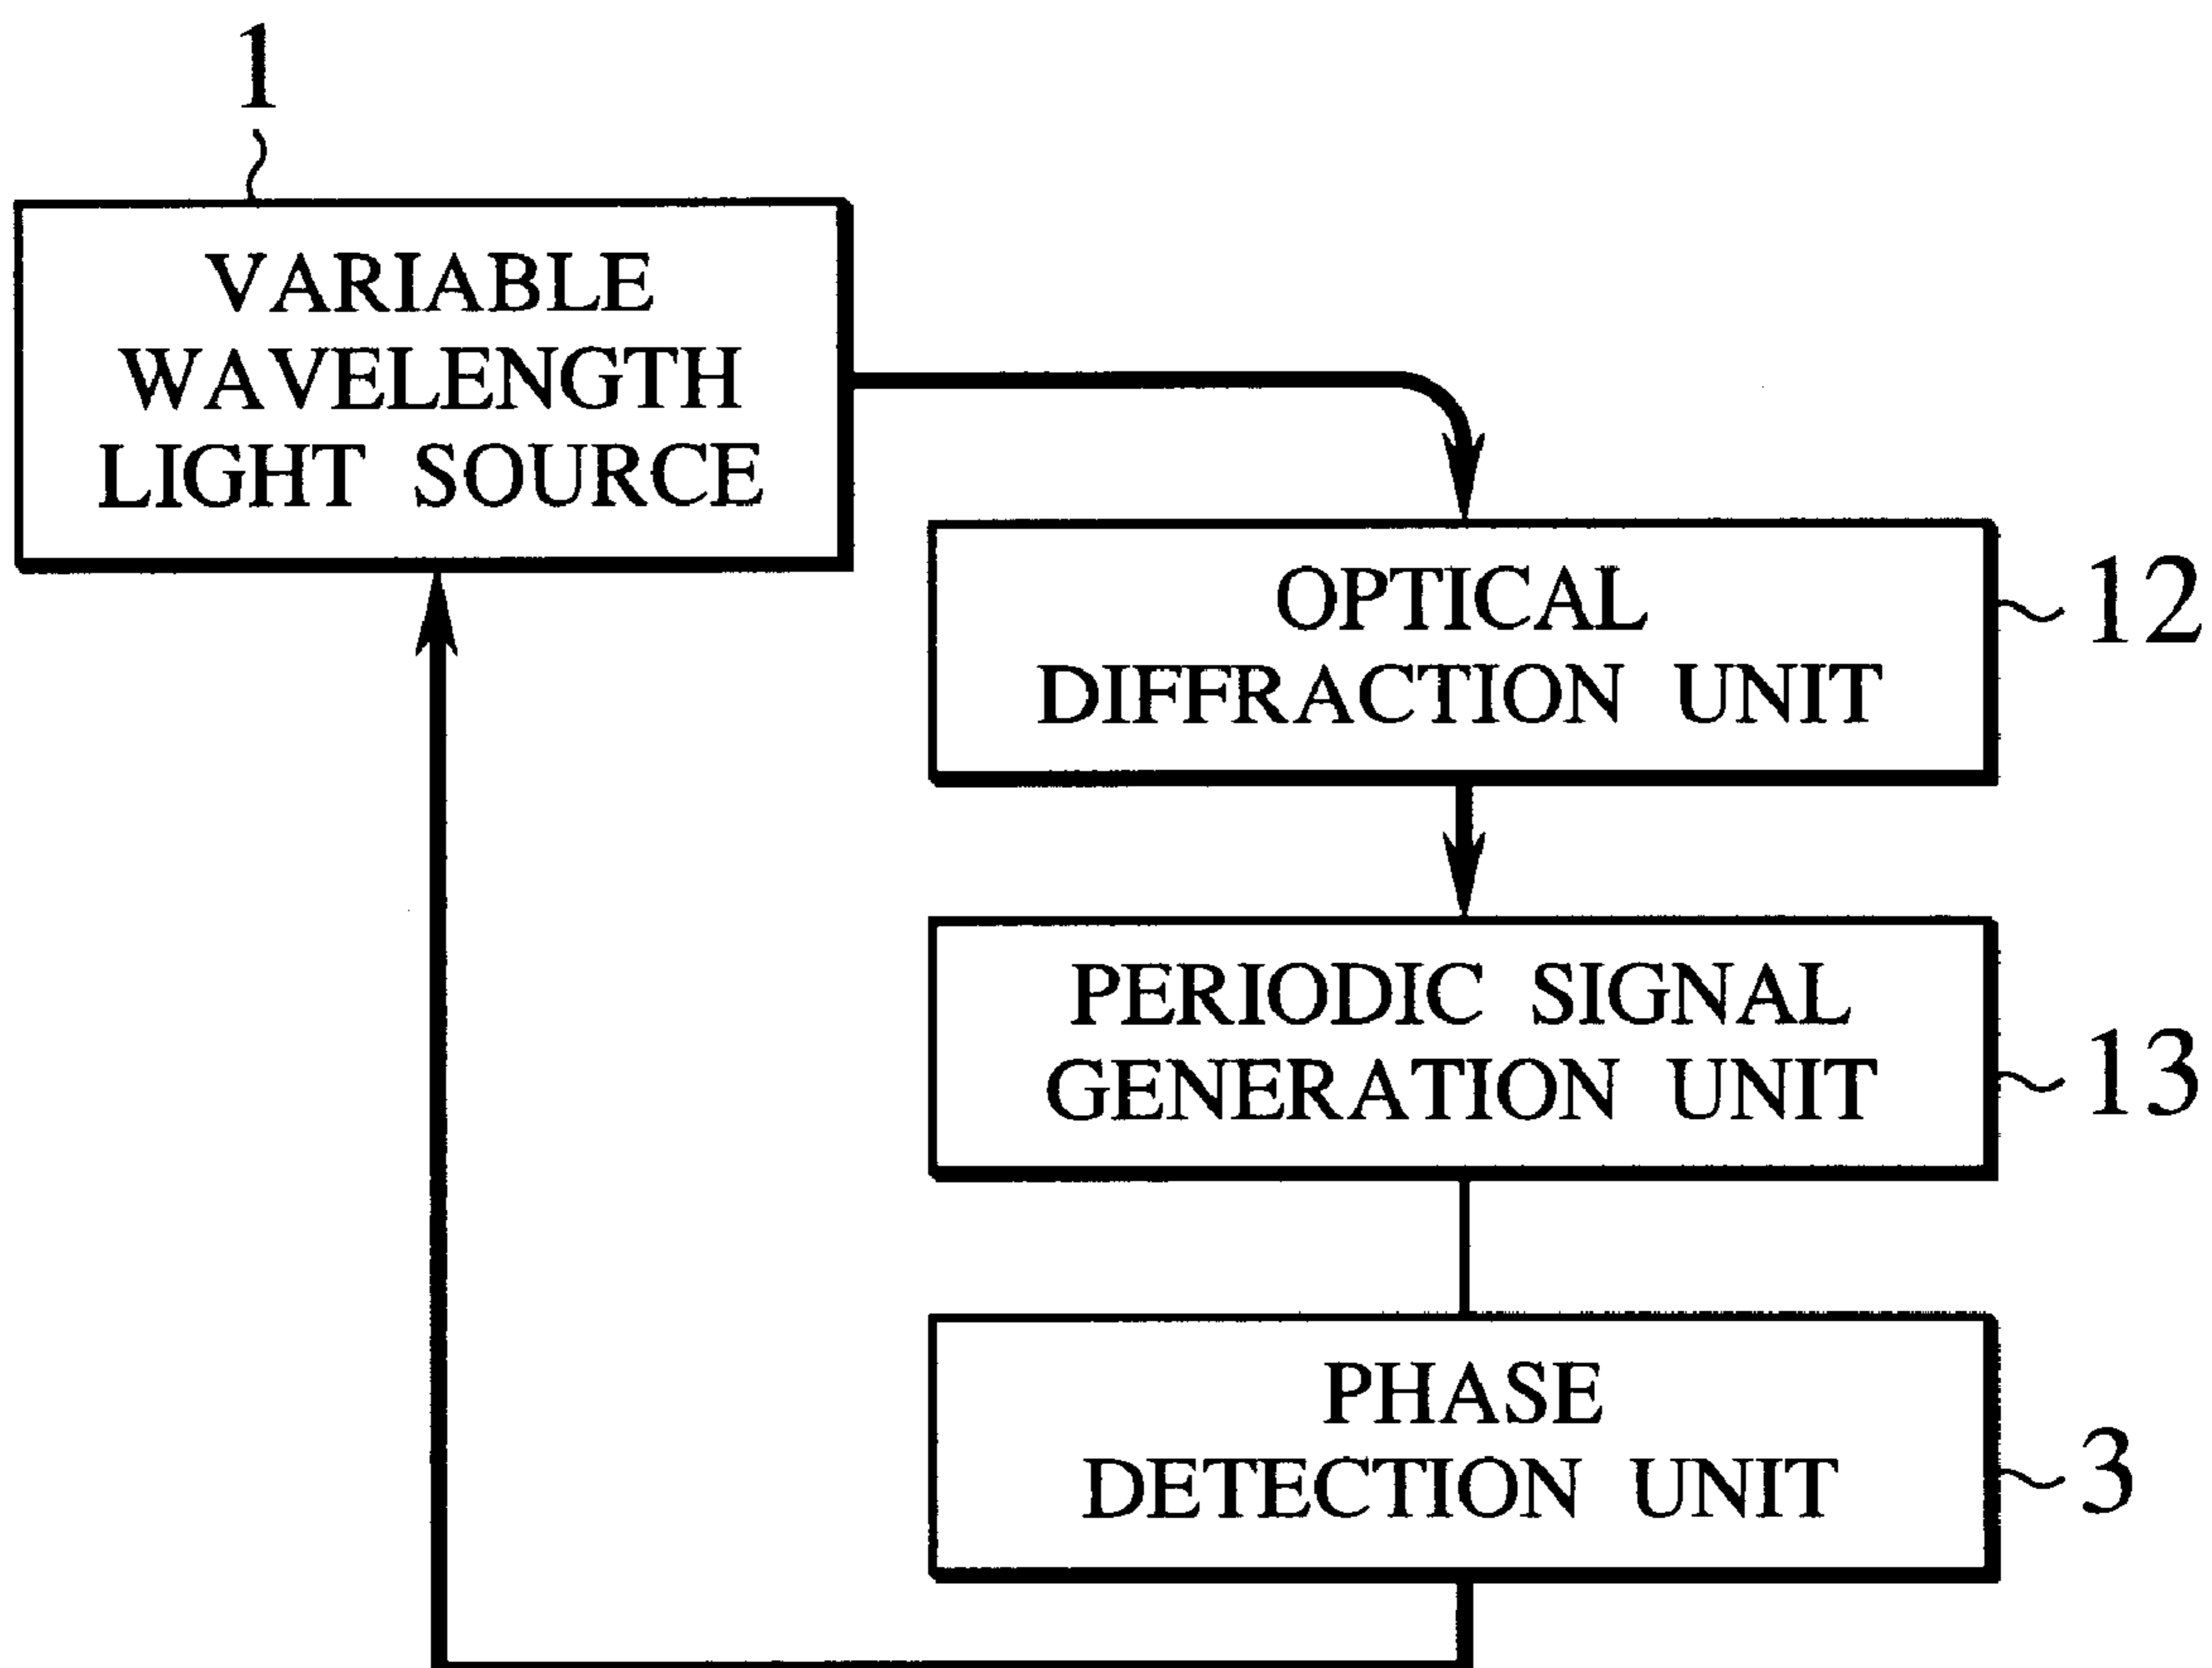 1
VARIABLE
WAVELENGTH
LIGHT SOURCE
OPTICAL
DIFFRACTION UNIT
12
PERIODIC SIGNAL
GENERATION UNIT
13
PHASE
DETECTION UNIT
3